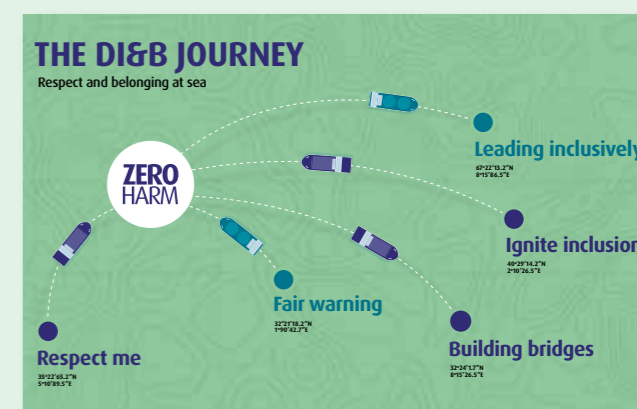 THE DI&B JOURNEY
Respect and belonging at sea
ZERO
HARM
Leading inclusively
67°22'13.2"N
8°15'86.5"E
Ignite inclusion
40°29'14.2"N
2°10'26.5"E
Fair warning
32°21'18.2"N
1°90'42.7"E
Building bridges
32°24'1.7"N
8°15'26.5"E
Respect me
35°22'65.2"N
5°10'89.5"E